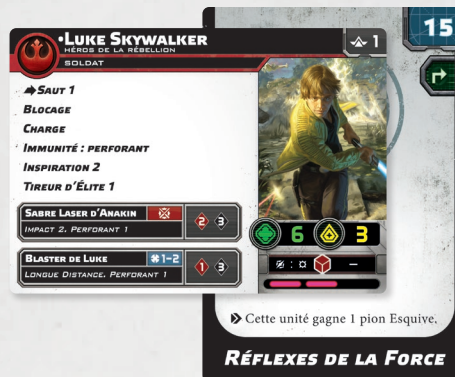 •Luke Skywalker
Héros de la Rébellion
1
Soldat
Saut 1
Blocage
Charge
Immunité : perforant
Inspiration 2
Tireur d'Élite 1
Sabre Laser d'Anakin
Impact 2. Perforant 1
2 3
Blaster de Luke 1-2
Longue Distance. Perforant 1
1 3
6 3
: –
15
Cette unité gagne 1 pion Esquive.
Réflexes de la Force